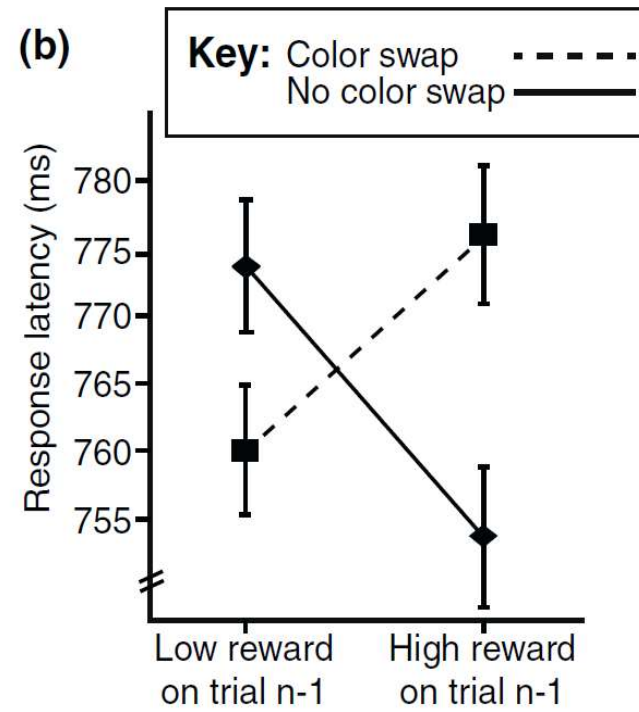 (b)
Key: Color swap
No color swap
Response latency (ms)
780
775
770
765
760
755
Low reward
on trial n-1
High reward
on trial n-1